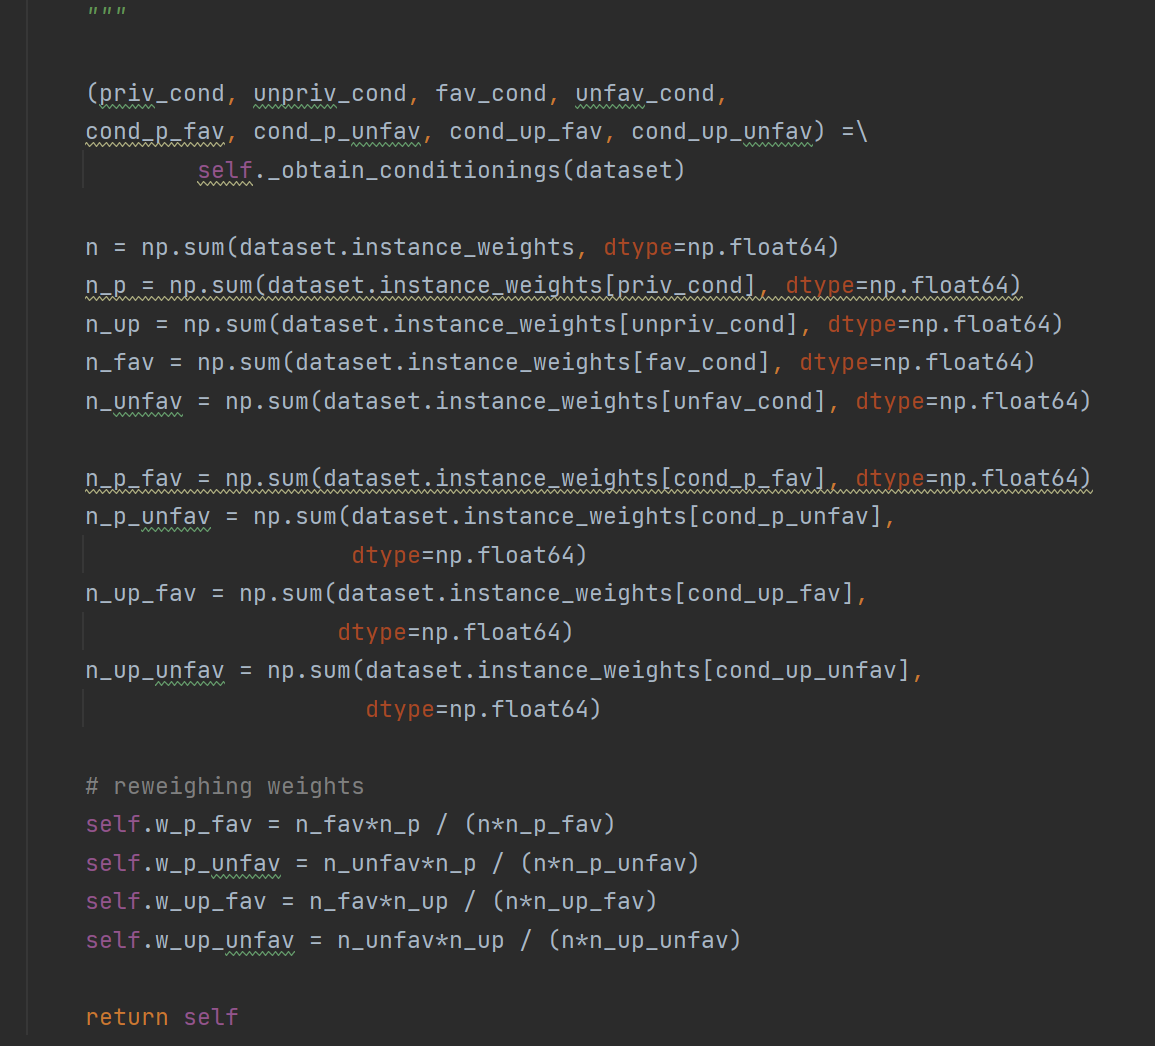 """
(priv_cond, unpriv_cond, fav_cond, unfav_cond,
cond_p_fav, cond_p_unfav, cond_up_fav, cond_up_unfav) =\
self._obtain_conditionings(dataset)
n = np.sum(dataset.instance_weights, dtype=np.float64)
n_p = np.sum(dataset.instance_weights[priv_cond], dtype=np.float64)
n_up = np.sum(dataset.instance_weights[unpriv_cond], dtype=np.float64)
n_fav = np.sum(dataset.instance_weights[fav_cond], dtype=np.float64)
n_unfav = np.sum(dataset.instance_weights[unfav_cond], dtype=np.float64)
n_p_fav = np.sum(dataset.instance_weights[cond_p_fav], dtype=np.float64)
n_p_unfav = np.sum(dataset.instance_weights[cond_p_unfav],
dtype=np.float64)
n_up_fav = np.sum(dataset.instance_weights[cond_up_fav],
dtype=np.float64)
n_up_unfav = np.sum(dataset.instance_weights[cond_up_unfav],
dtype=np.float64)
# reweighing weights
self.w_p_fav = n_fav*n_p / (n*n_p_fav)
self.w_p_unfav = n_unfav*n_p / (n*n_p_unfav)
self.w_up_fav = n_fav*n_up / (n*n_up_fav)
self.w_up_unfav = n_unfav*n_up / (n*n_up_unfav)
return self